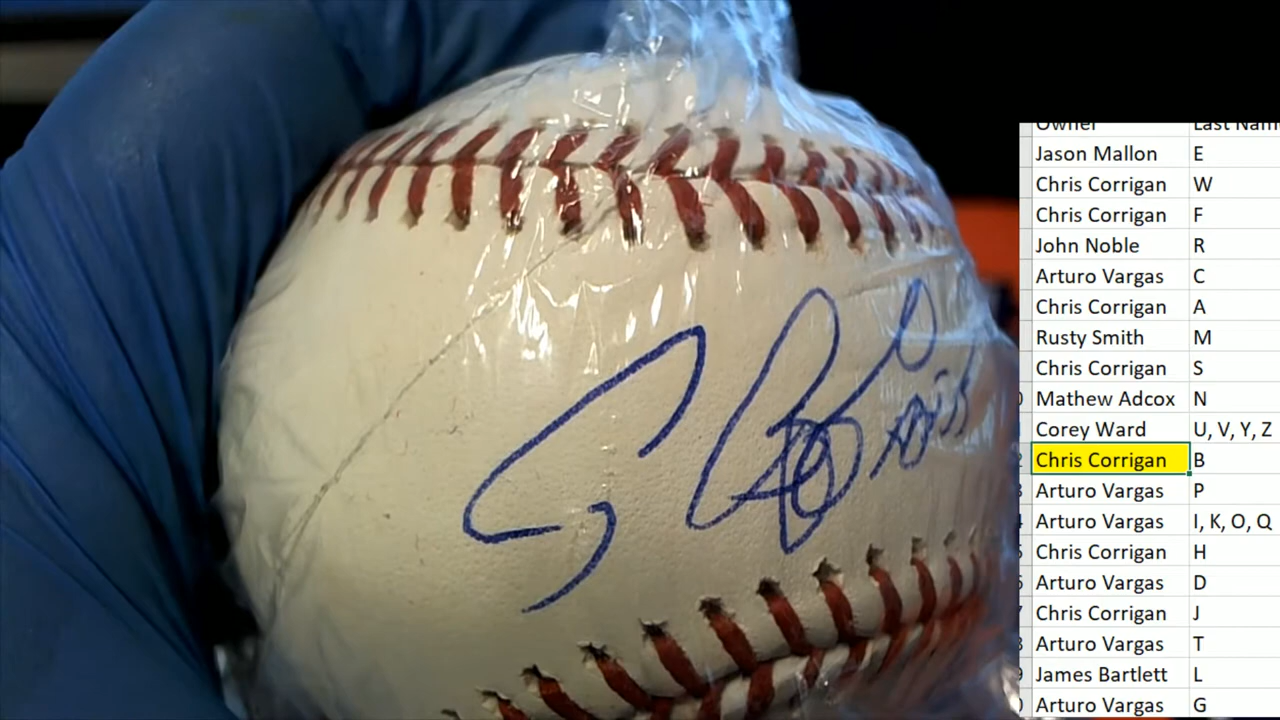 Owner Last Nam
Jason Mallon E
Chris Corrigan W
Chris Corrigan F
John Noble R
Arturo Vargas C
Chris Corrigan A
Rusty Smith M
Chris Corrigan S
Mathew Adcox N
Corey Ward U, V, Y, Z
Chris Corrigan B
Arturo Vargas P
Arturo Vargas I, K, O, Q
Chris Corrigan H
Arturo Vargas D
Chris Corrigan J
Arturo Vargas T
James Bartlett L
Arturo Vargas G